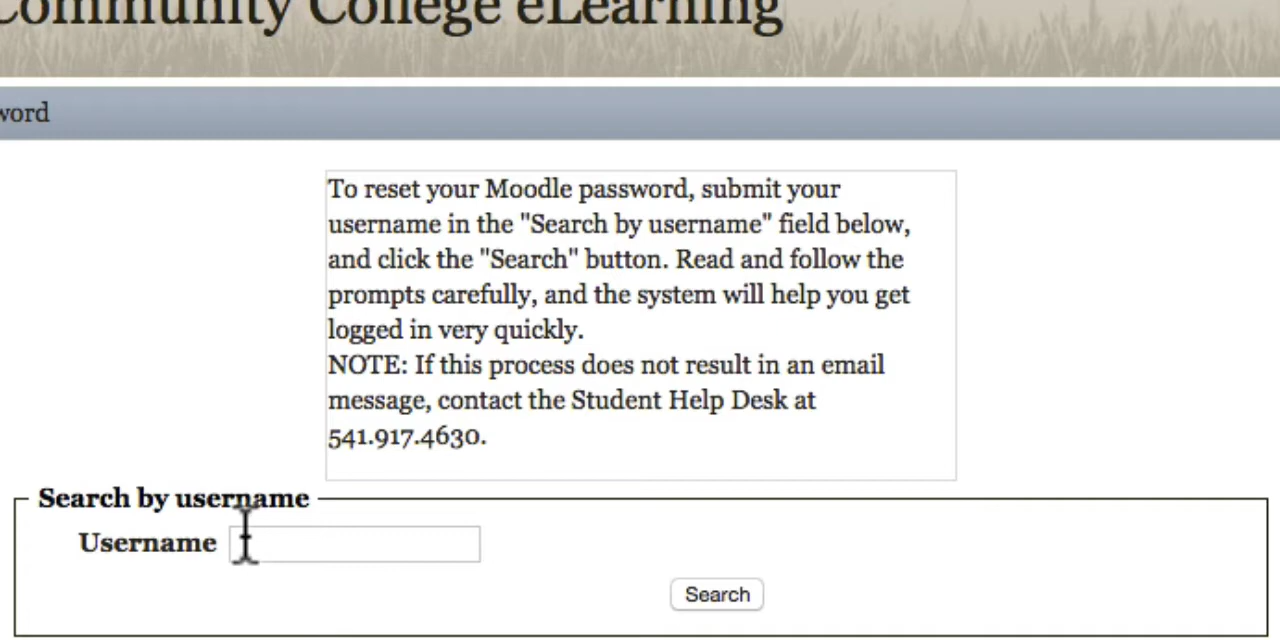 Community College eLearning
word
To reset your Moodle password, submit your
username in the "Search by username" field below,
and click the "Search" button. Read and follow the
prompts carefully, and the system will help you get
logged in very quickly.
NOTE: If this process does not result in an email
message, contact the Student Help Desk at
541.917.4630.
Search by username
Username
Search